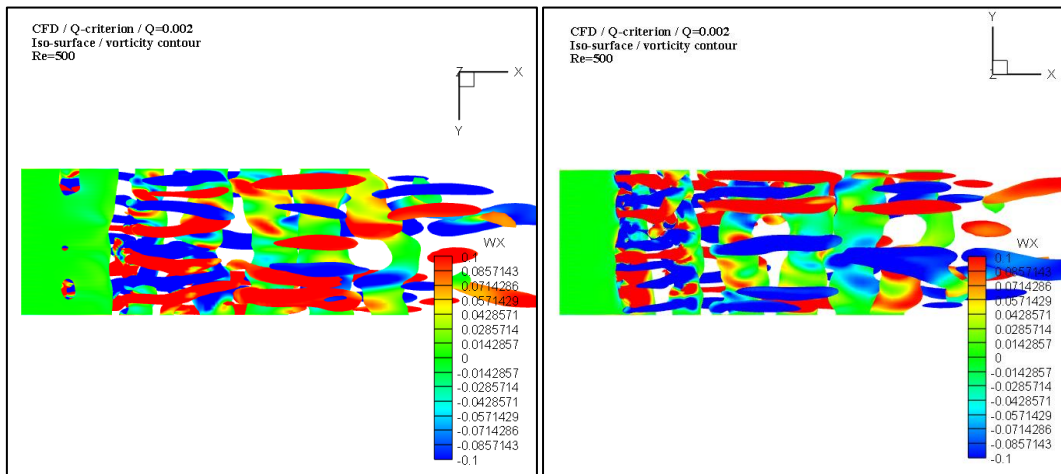 CFD / Q-criterion / Q=0.002
Iso-surface / vorticity contour
Re=500
Z
X
Y
WX
0.1
0.0857143
0.0714286
0.0571429
0.0428571
0.0285714
0.0142857
0
-0.0142857
-0.0285714
-0.0428571
-0.0571429
-0.0714286
-0.0857143
-0.1
CFD / Q-criterion / Q=0.002
Iso-surface / vorticity contour
Re=500
Y
Z
X
WX
0.1
0.0857143
0.0714286
0.0571429
0.0428571
0.0285714
0.0142857
0
-0.0142857
-0.0285714
-0.0428571
-0.0571429
-0.0714286
-0.0857143
-0.1